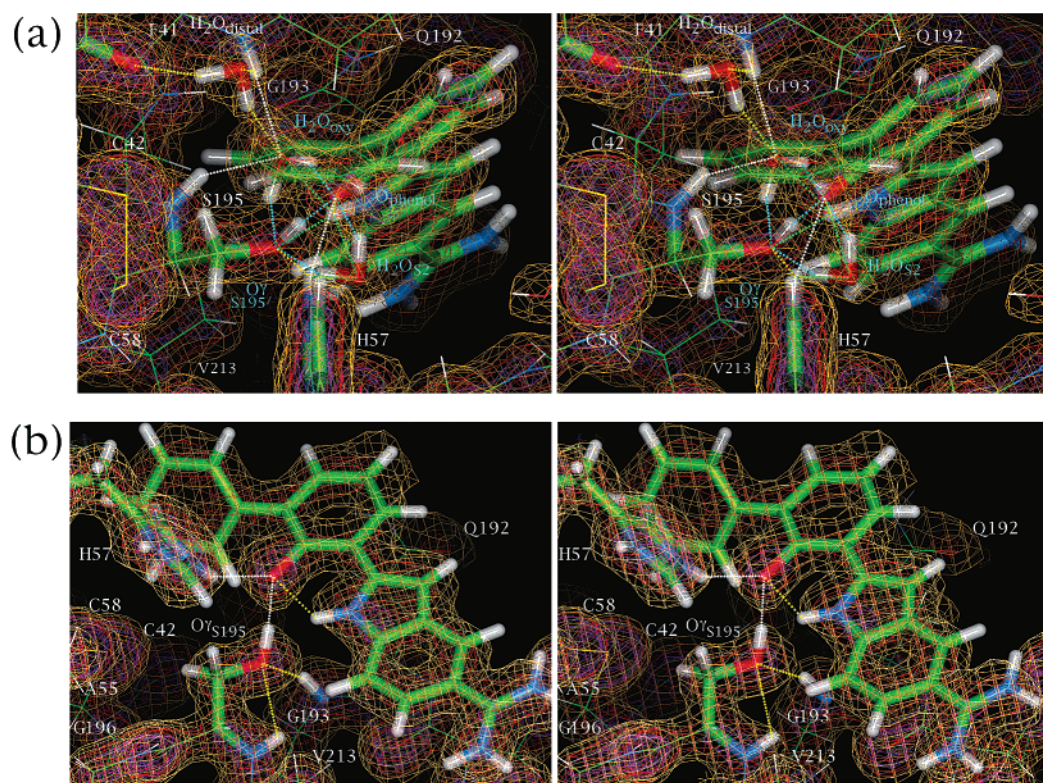 (a)
F41 H₂Odistal Q192
G193
H₂Ooxy
C42
S195
Ophenol
H₂OS2
Oγ
S195
C58 H57
V213
F41 H₂Odistal Q192
G193
H₂Ooxy
C42
S195
Ophenol
H₂OS2
Oγ
S195
C58 H57
V213
(b)
Q192
H57
C58
C42 OγS195
A55
G193
G196
V213
Q192
H57
C58
C42 OγS195
A55
G193
G196
V213